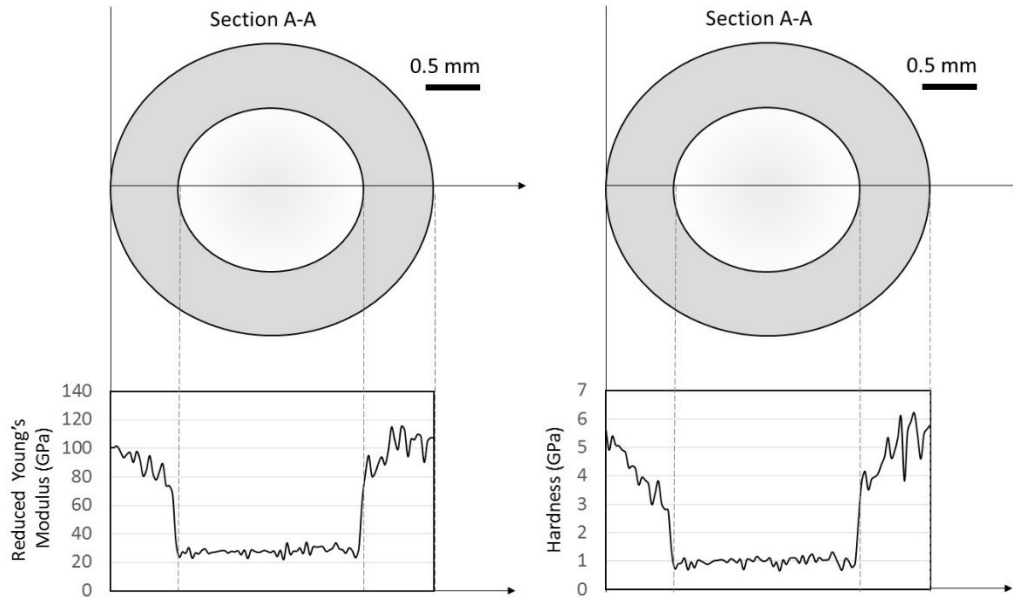 Section A-A
0.5 mm
Section A-A
0.5 mm
140
120
100
80
60
40
20
0
Reduced Young's
Modulus (GPa)
7
6
5
4
3
2
1
0
Hardness (GPa)